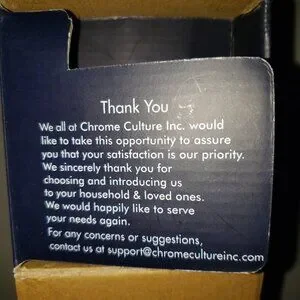 Thank You
We all at Chrome Culture Inc. would
like to take this opportunity to assure
you that your satisfaction is our priority.
We sincerely thank you for
choosing and introducing us
to your household & loved ones.
We would happily like to serve
your needs again.
For any concerns or suggestions,
contact us at support@chromecultureinc.com